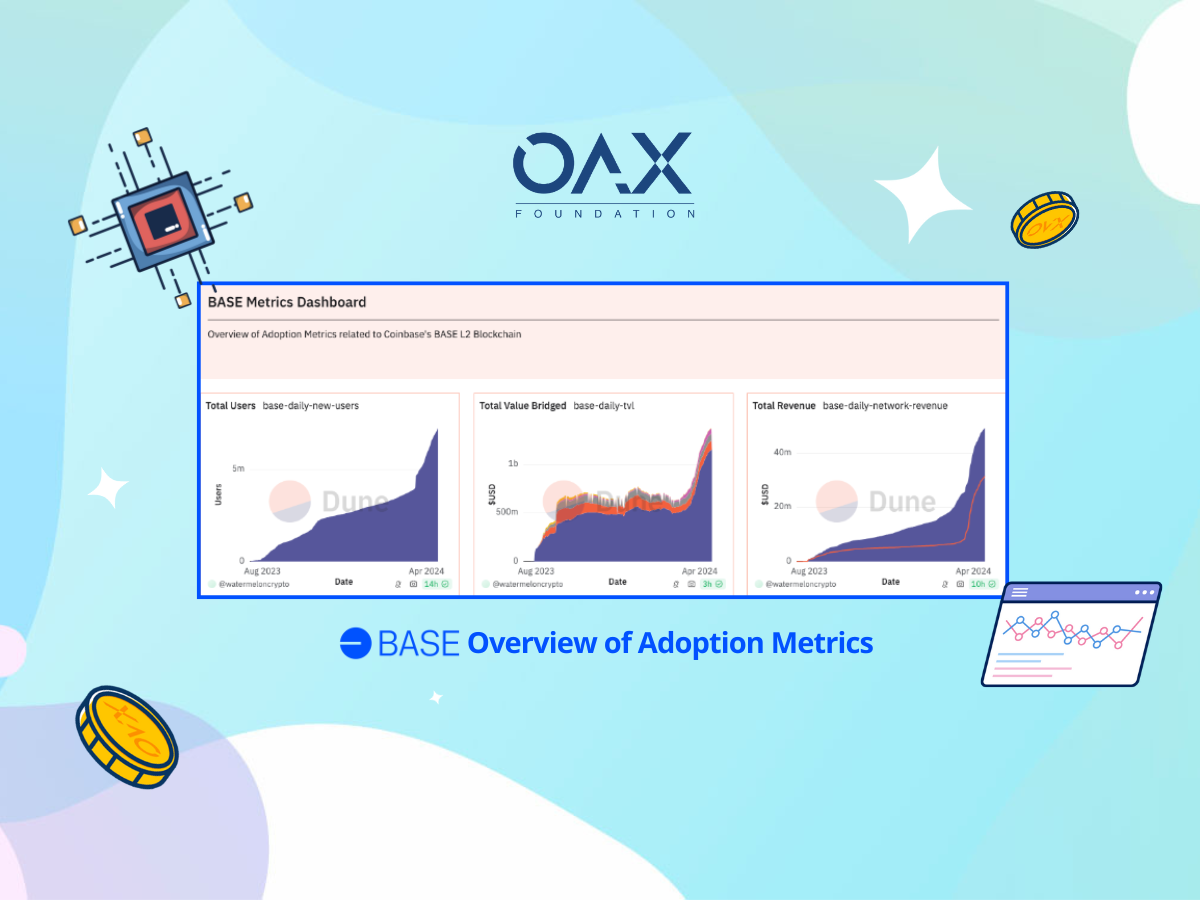 OAX
FOUNDATION
BASE Metrics Dashboard
Overview of Adoption Metrics related to Coinbase's BASE L2 Blockchain
Total Users base-daily-new-users
Users
5m
0
Dune
Aug 2023 Apr 2024
Date
@watermeloncrypto
14h
Total Value Bridged base-daily-tvl
$USD
1b
500m
0
Dune
Aug 2023 Apr 2024
Date
@watermeloncrypto
3h
Total Revenue base-daily-network-revenue
$USD
40m
20m
0
Dune
Aug 2023 Apr 2024
Date
@watermeloncrypto
10h
BASE Overview of Adoption Metrics
OAX
OAX